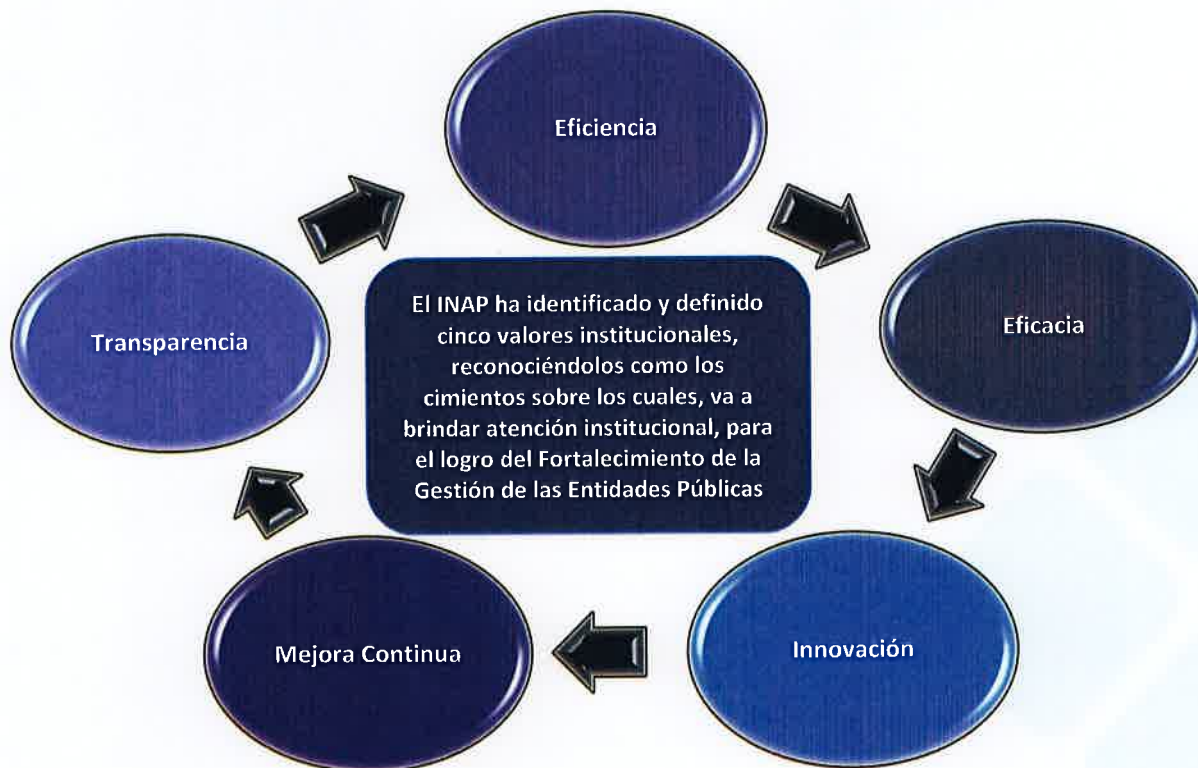 Eficiencia
Transparencia
El INAP ha identificado y definido
cinco valores institucionales,
reconociéndolos como los
cimientos sobre los cuales, va a
brindar atención institucional, para
el logro del Fortalecimiento de la
Gestión de las Entidades Públicas
Eficacia
Mejora Continua
Innovación